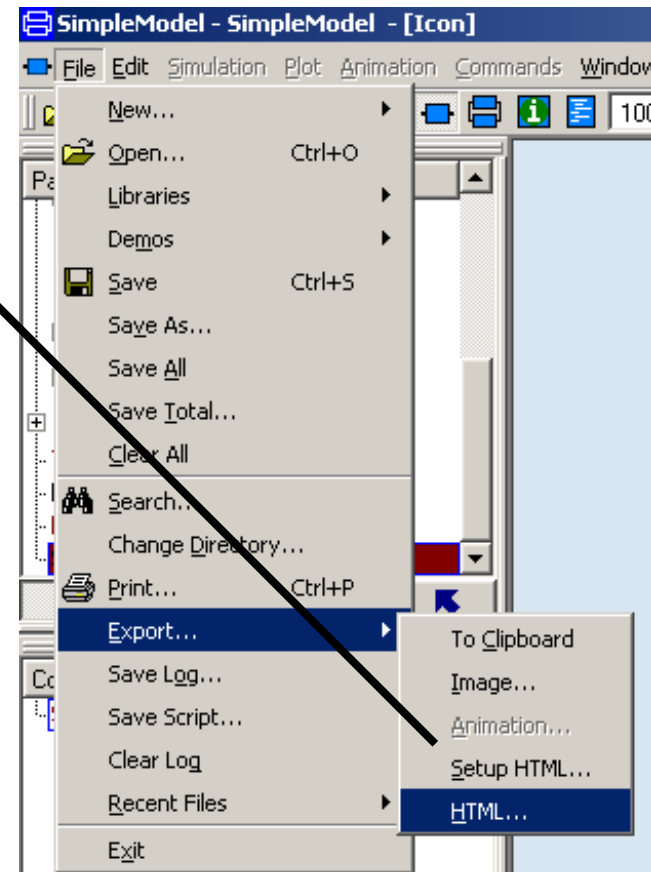 SimpleModel - SimpleModel - [Icon]
File Edit Simulation Plot Animation Commands Window
New...
100
Open... Ctrl+O
Pa
Libraries
Demos
Save Ctrl+S
Save As...
Save All
Save Total...
Clear All
Search...
Change Directory...
Print... Ctrl+P
Export...
To Clipboard
Save Log...
Co
Image...
Save Script...
Animation...
Clear Log
Setup HTML...
Recent Files
HTML...
Exit